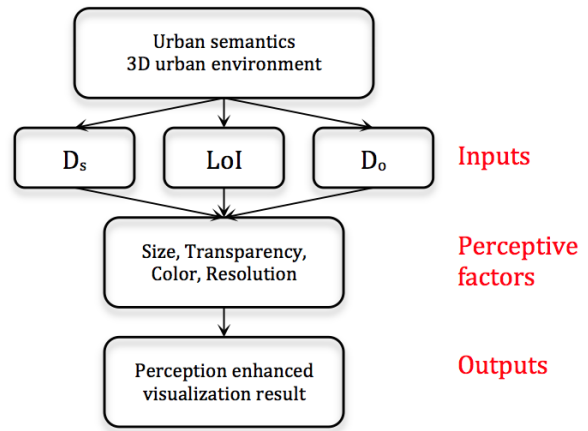 Urban semantics
3D urban environment
Dₛ
LoI
Dₒ
Inputs
Size, Transparency,
Color, Resolution
Perceptive
factors
Perception enhanced
visualization result
Outputs